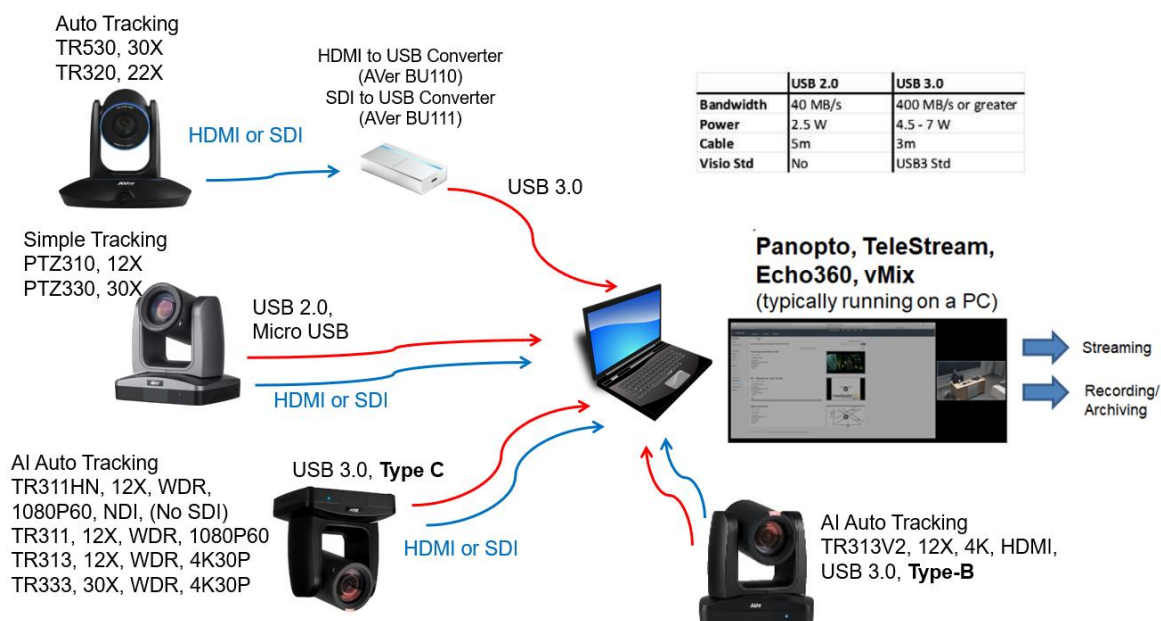 Auto Tracking
TR530, 30X
TR320, 22X
HDMI or SDI
HDMI to USB Converter
(AVer BU110)
SDI to USB Converter
(AVer BU111)
USB 3.0
USB 2.0 USB 3.0
Bandwidth 40 MB/s 400 MB/s or greater
Power 2.5 W 4.5 - 7 W
Cable 5m 3m
Visio Std No USB3 Std
Simple Tracking
PTZ310, 12X
PTZ330, 30X
USB 2.0,
Micro USB
HDMI or SDI
Panopto, TeleStream,
Echo360, vMix
(typically running on a PC)
Streaming
Recording/
Archiving
AI Auto Tracking
TR311HN, 12X, WDR,
1080P60, NDI, (No SDI)
TR311, 12X, WDR, 1080P60
TR313, 12X, WDR, 4K30P
TR333, 30X, WDR, 4K30P
USB 3.0, Type C
HDMI or SDI
AI Auto Tracking
TR313V2, 12X, 4K, HDMI,
USB 3.0, Type-B